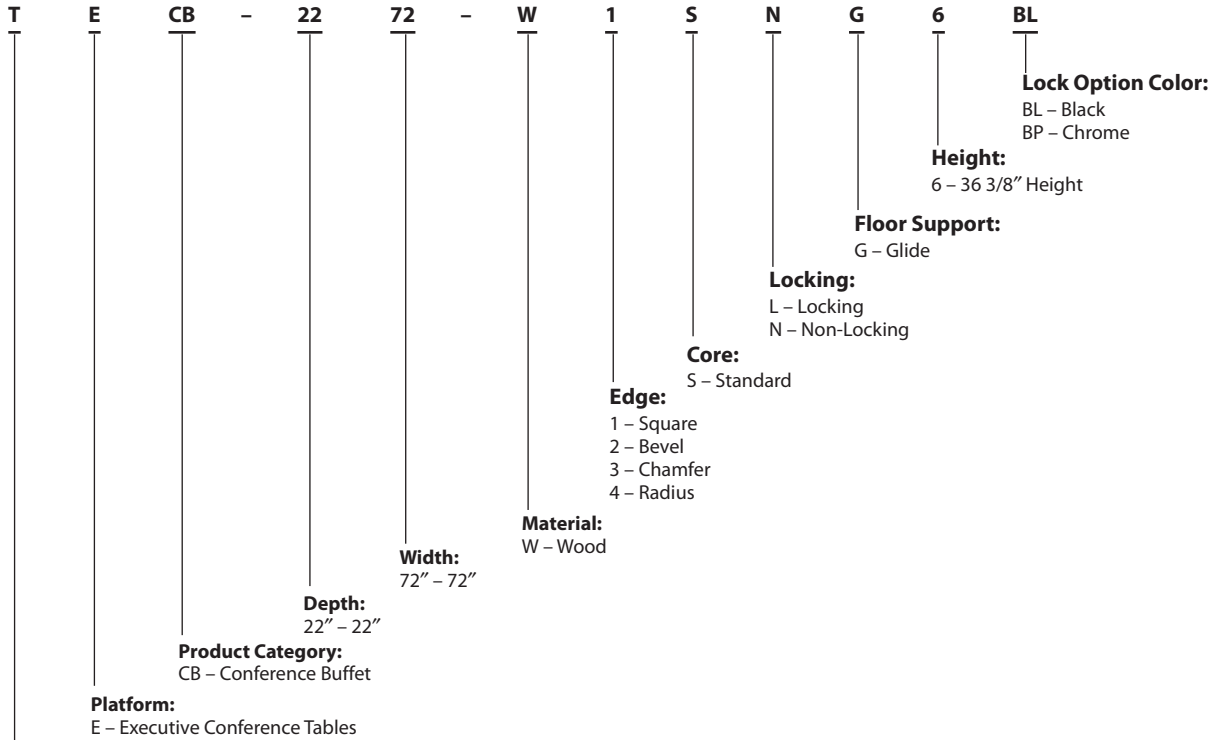 T E CB – 22 72 – W 1 S N G 6 BL
Lock Option Color:
BL – Black
BP – Chrome
Height:
6 – 36 3/8″ Height
Floor Support:
G – Glide
Locking:
L – Locking
N – Non-Locking
Core:
S – Standard
Edge:
1 – Square
2 – Bevel
3 – Chamfer
4 – Radius
Material:
W – Wood
Width:
72″ – 72″
Depth:
22″ – 22″
Product Category:
CB – Conference Buffet
Platform:
E – Executive Conference Tables